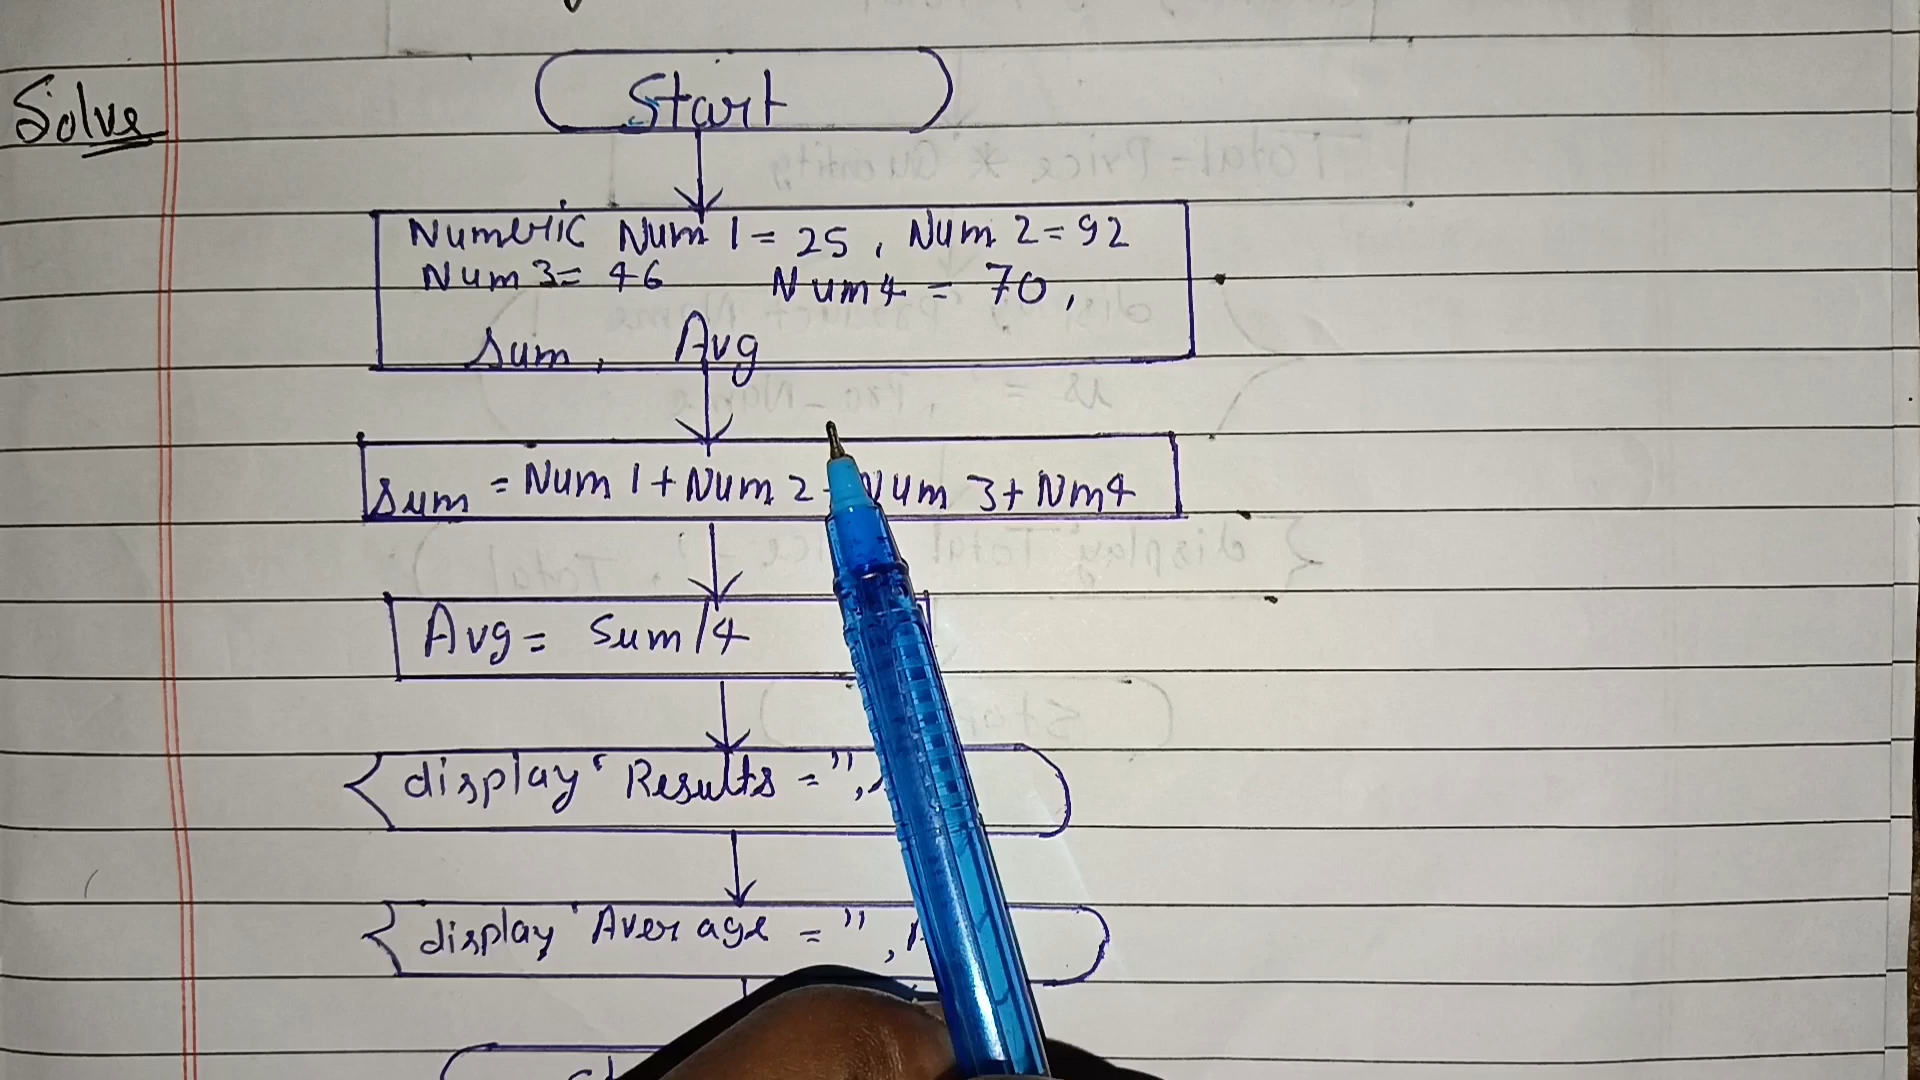 Solve
Start
Numeric Num 1 = 25, Num 2 = 92
Num 3 = 46 Num 4 = 70,
Sum, Avg
Sum = Num 1 + Num 2 Num 3 + Nm4
Avg = Sum/4
display "Results = ",
display "Average = ",